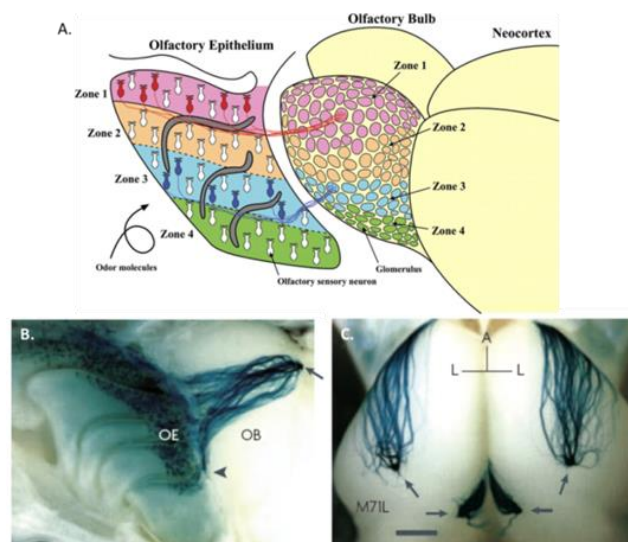 A.
Olfactory Bulb
Neocortex
Olfactory Epithelium
Zone 1
Zone 1
Zone 2
Zone 2
Zone 3
Zone 3
Zone 4
Zone 4
Glomerulus
Odor molecules
Olfactory sensory neuron
B.
OE
OB
C.
A
L
L
M71L